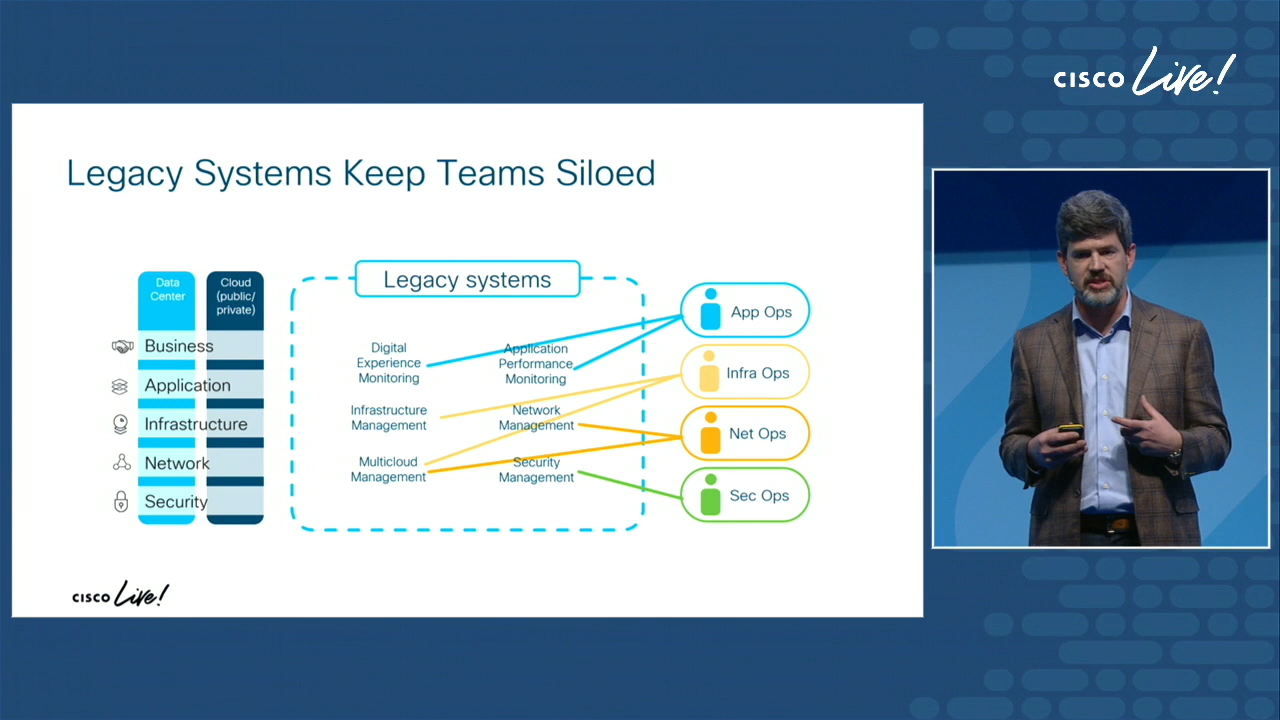 CISCO Live!
Legacy Systems Keep Teams Siloed
Data
Center
Cloud
(public/
private)
Business
Application
Infrastructure
Network
Security
Legacy systems
Digital
Experience
Monitoring
Application
Performance
Monitoring
Infrastructure
Management
Network
Management
Multicloud
Management
Security
Management
App Ops
Infra Ops
Net Ops
Sec Ops
CISCO Live!